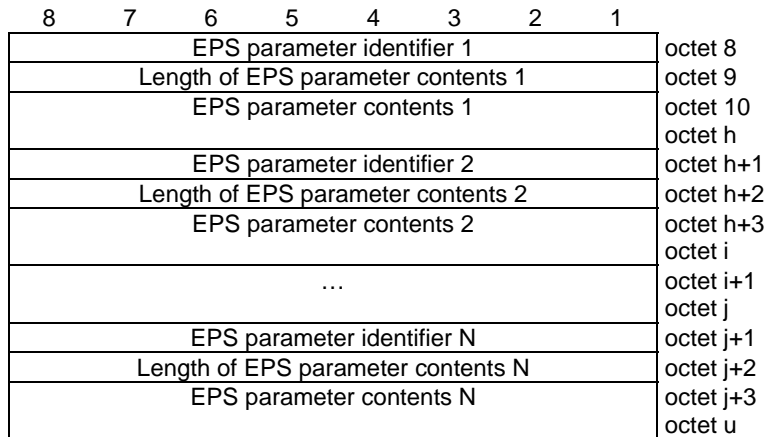 8 7 6 5 4 3 2 1
EPS parameter identifier 1 octet 8
Length of EPS parameter contents 1 octet 9
EPS parameter contents 1 octet 10
octet h
EPS parameter identifier 2 octet h+1
Length of EPS parameter contents 2 octet h+2
EPS parameter contents 2 octet h+3
octet i
… octet i+1
octet j
EPS parameter identifier N octet j+1
Length of EPS parameter contents N octet j+2
EPS parameter contents N octet j+3
octet u